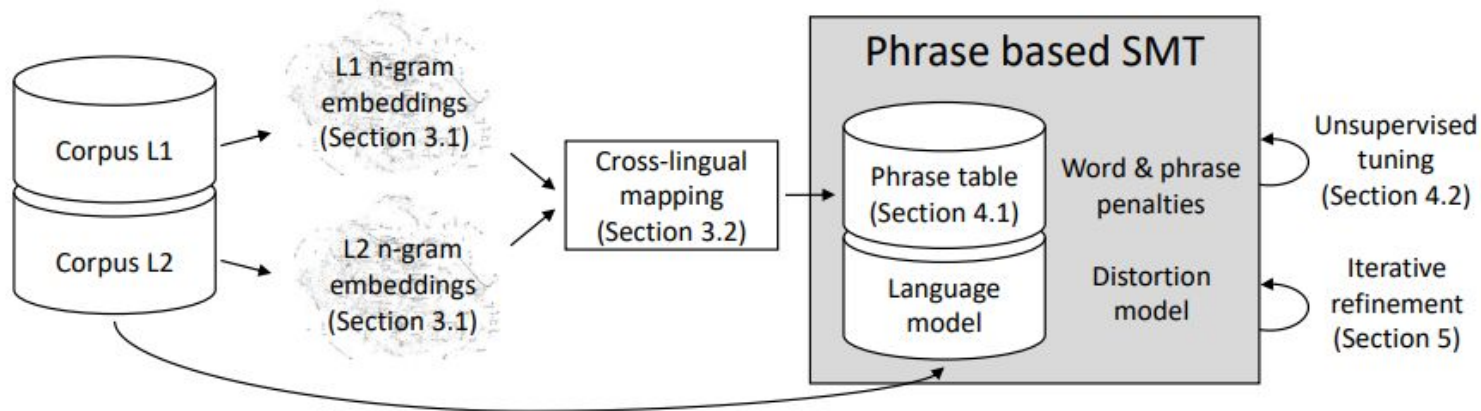 Corpus L1
Corpus L2
L1 n-gram
embeddings
(Section 3.1)
L2 n-gram
embeddings
(Section 3.1)
Cross-lingual
mapping
(Section 3.2)
Phrase based SMT
Phrase table
(Section 4.1)
Language
model
Word & phrase
penalties
Distortion
model
Unsupervised
tuning
(Section 4.2)
Iterative
refinement
(Section 5)